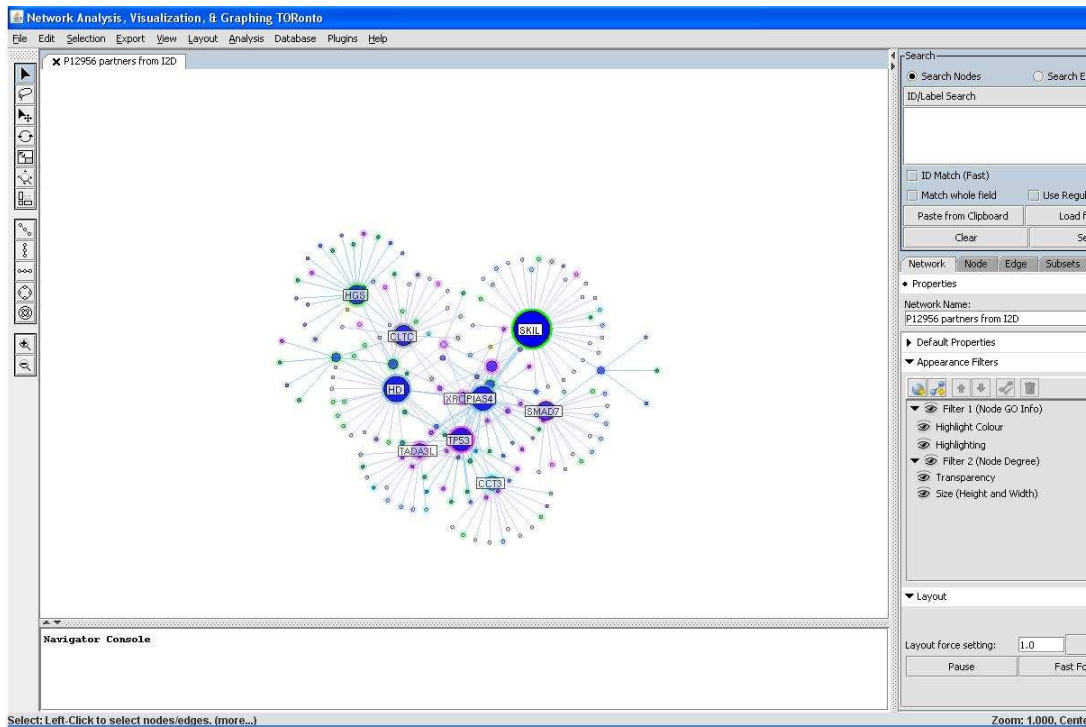 Network Analysis, Visualization, & Graphing TORonto
File Edit Selection Export View Layout Analysis Database Plugins Help
P12956 partners from I2D
Search
Search Nodes Search E
ID/Label Search
ID Match (Fast)
Match whole field Use Regul
Paste from Clipboard Load f
Clear Se
Network Node Edge Subsets
Properties
Network Name:
P12956 partners from I2D
Default Properties
Appearance Filters
Filter 1 (Node GO Info)
Highlight Colour
Highlighting
Filter 2 (Node Degree)
Transparency
Size (Height and Width)
Layout
Layout force setting: 1.0
Pause Fast Fo
HGS
SKIL
CLTC
HD
XRC PIAS4
SMAD7
TP53
TADA3L
CCT3
Navigator Console
Select: Left-Click to select nodes/edges. (more...)
Zoom: 1.000, Cente